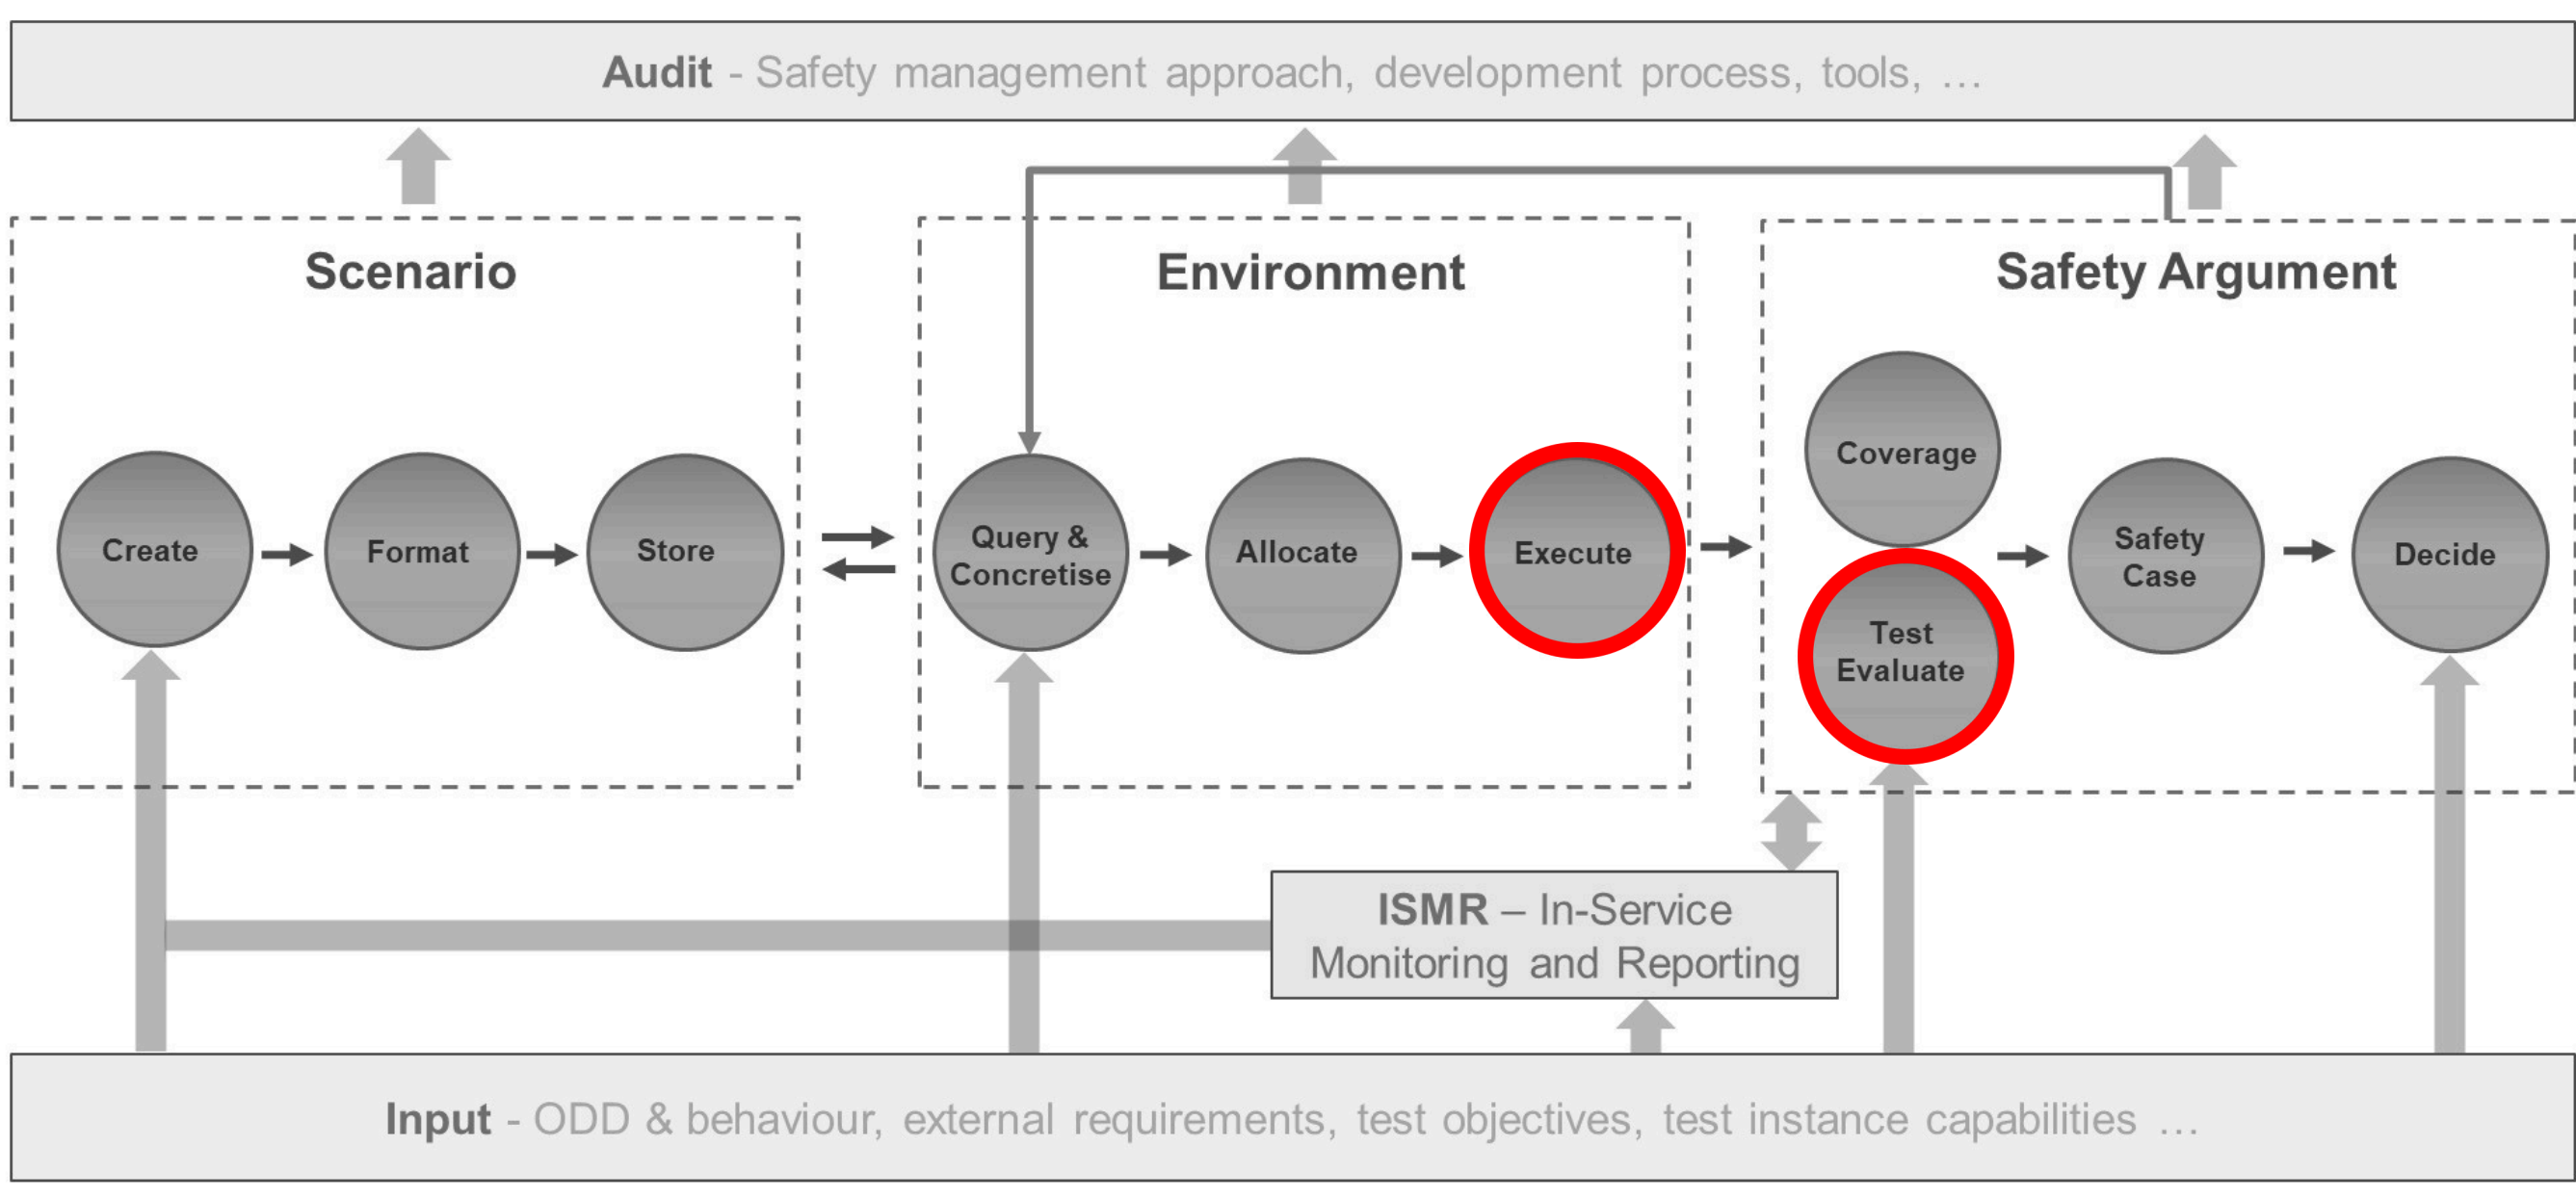 Audit - Safety management approach, development process, tools, …
Scenario
Environment
Safety Argument
Create
Format
Store
Query &
Concretise
Allocate
Execute
Coverage
Test
Evaluate
Safety
Case
Decide
ISMR – In-Service
Monitoring and Reporting
Input - ODD & behaviour, external requirements, test objectives, test instance capabilities …